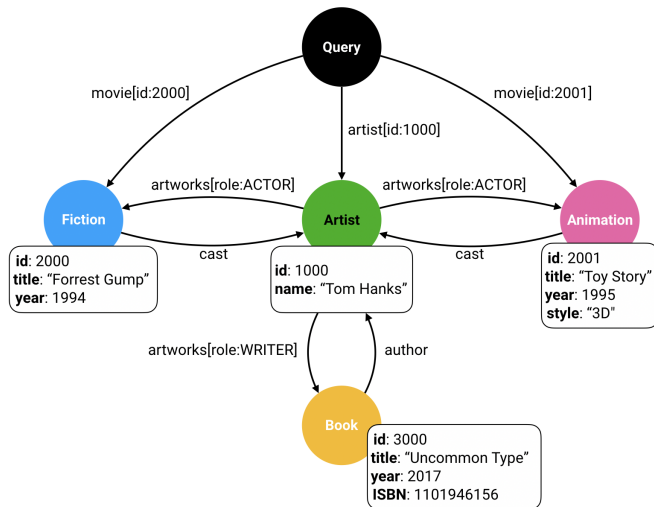 Query
movie[id:2000]
movie[id:2001]
artist[id:1000]
artworks[role:ACTOR]
artworks[role:ACTOR]
Fiction
Artist
Animation
cast
cast
id: 2000
title: “Forrest Gump”
year: 1994
id: 1000
name: “Tom Hanks”
id: 2001
title: “Toy Story”
year: 1995
style: “3D"
artworks[role:WRITER]
author
Book
id: 3000
title: “Uncommon Type”
year: 2017
ISBN: 1101946156